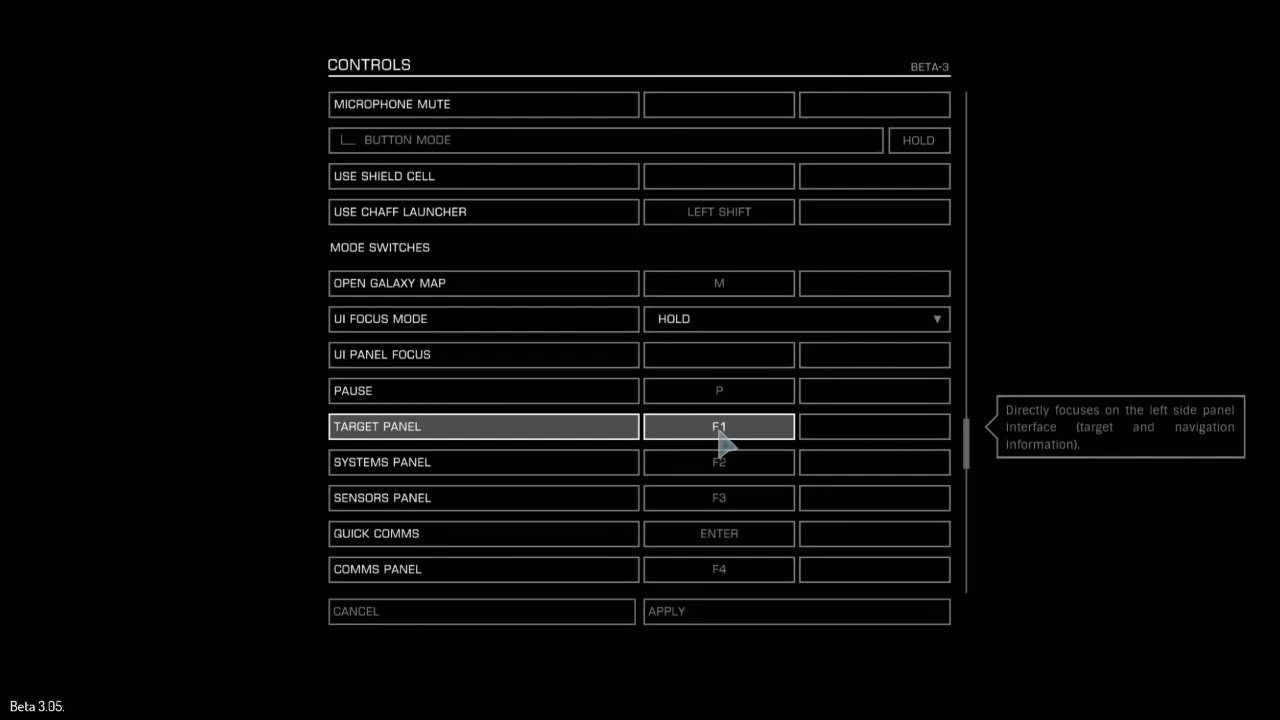 CONTROLS BETA-3
MICROPHONE MUTE
BUTTON MODE HOLD
USE SHIELD CELL
USE CHAFF LAUNCHER LEFT SHIFT
MODE SWITCHES
OPEN GALAXY MAP M
UI FOCUS MODE HOLD
UI PANEL FOCUS
PAUSE P
TARGET PANEL F1
SYSTEMS PANEL F2
SENSORS PANEL F3
QUICK COMMS ENTER
COMMS PANEL F4
CANCEL APPLY
Directly focuses on the left side panel
interface (target and navigation
information).
Beta 3.05.